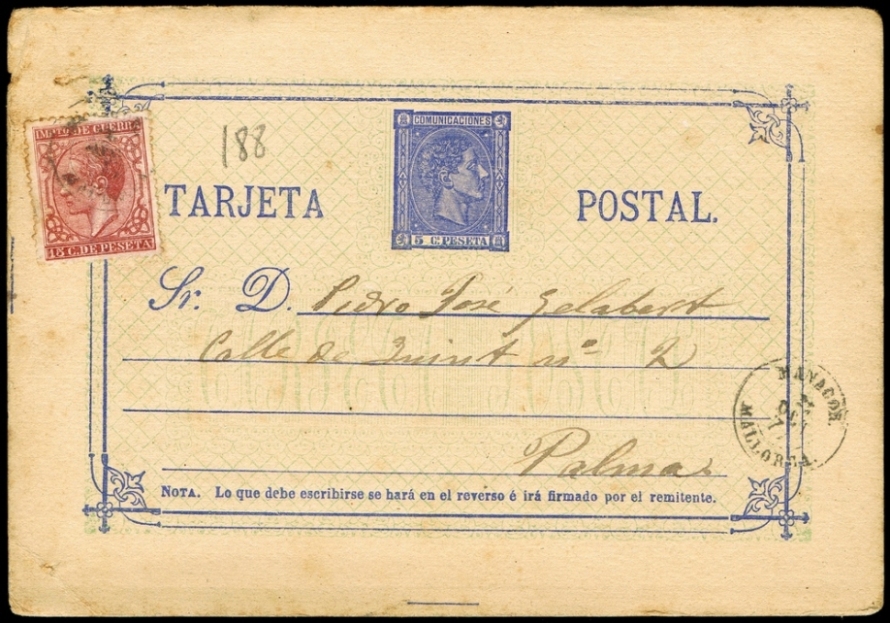 COMUNICACIONES
IMPTO DE GUERRA
188
TARJETA POSTAL.
5 C. PESETA
15 C. DE PESETA
Sr. D. Pedro José Gelabert
Calle de Quint nº 2
MANACOR.
MALLORCA.
Palma
NOTA. Lo que debe escribirse se hará en el reverso é irá firmado por el remitente.